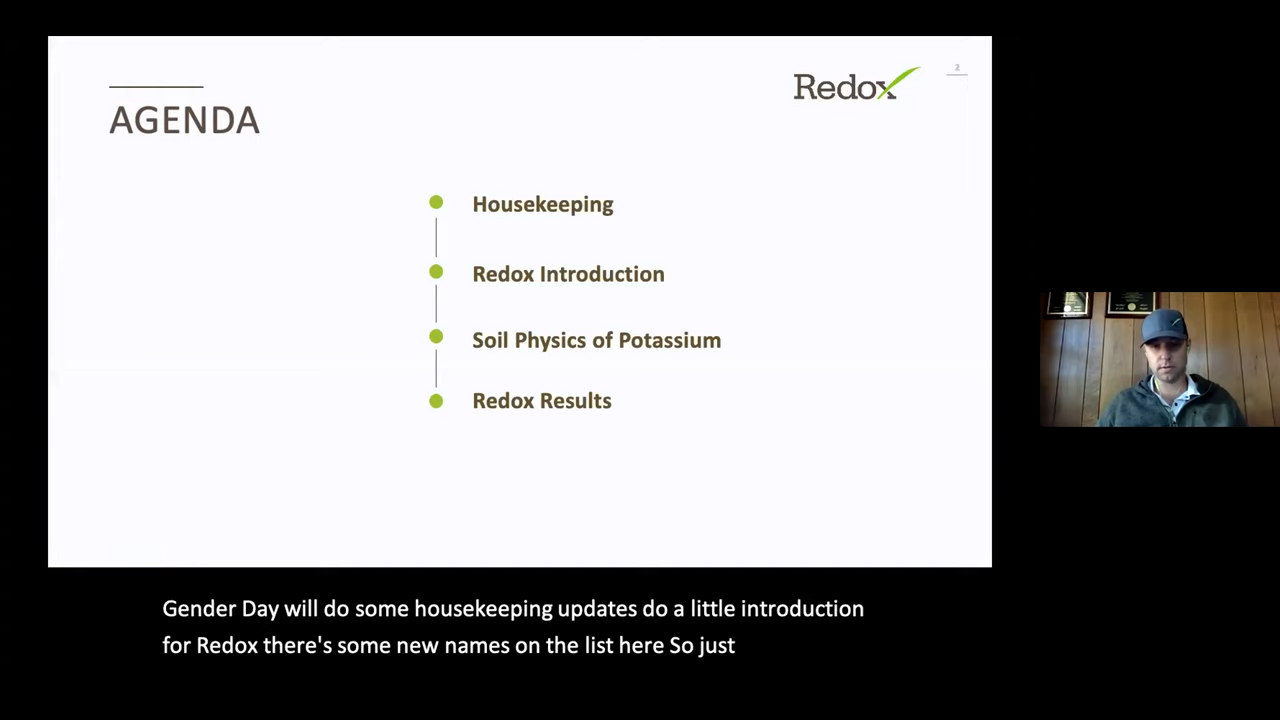 AGENDA
Redox
2
Housekeeping
Redox Introduction
Soil Physics of Potassium
Redox Results
Gender Day will do some housekeeping updates do a little introduction
for Redox there's some new names on the list here So just